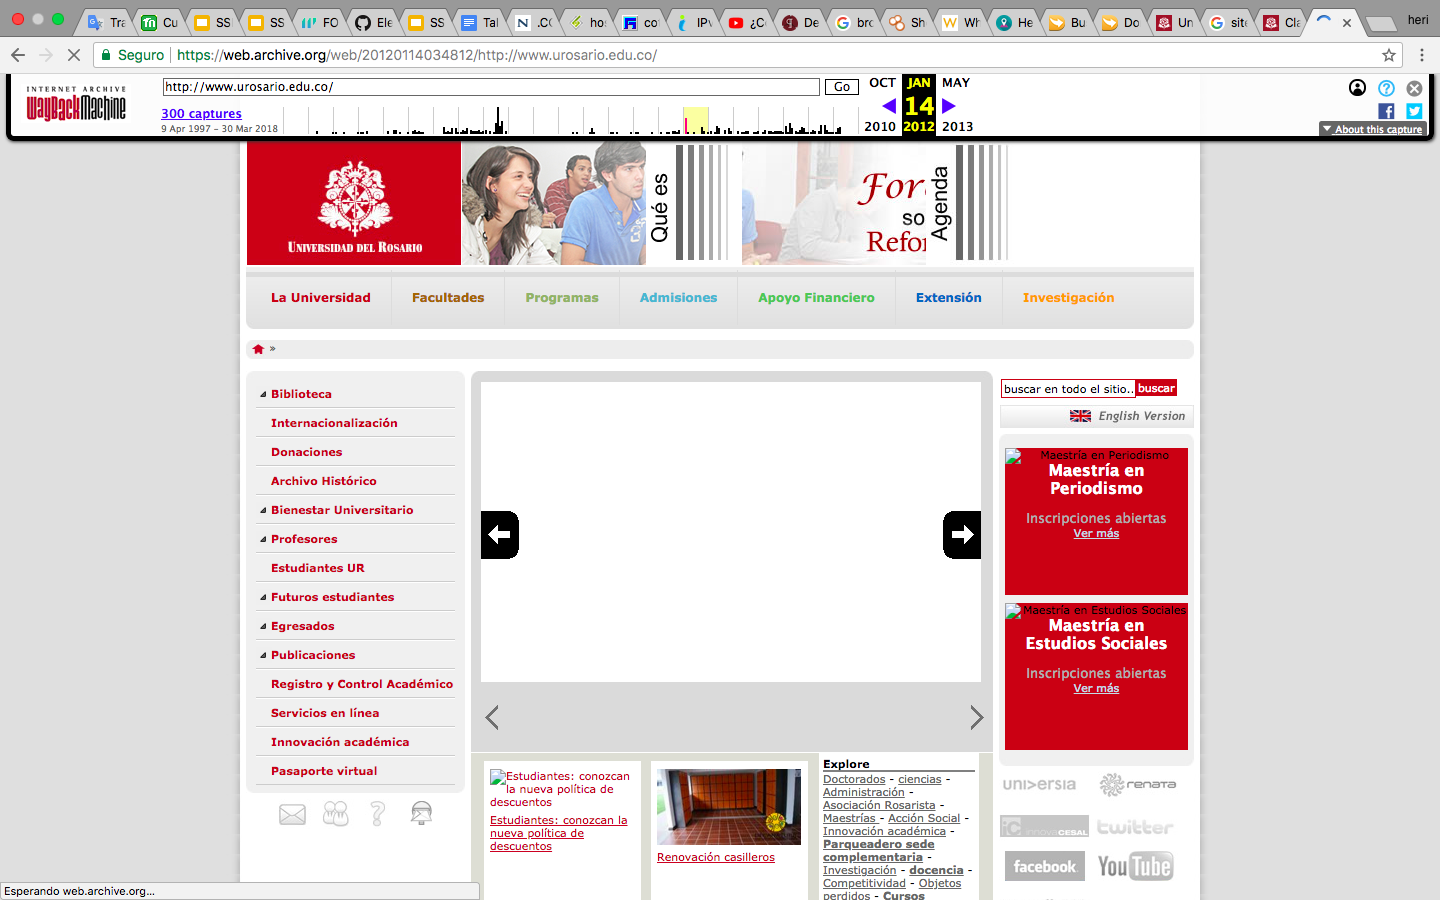 Tra
Cu
SS
SS
FO
Ele
SS
Tal
.CC
hos
cot
IPv
¿Co
De
bro
Sh
Wh
He
Bu
Do
Un
site
Cla
heri
Seguro
https://web.archive.org/web/20120114034812/http://www.urosario.edu.co/
INTERNET ARCHIVE
WayBackMachine
http://www.urosario.edu.co/
Go
OCT JAN MAY
300 captures
14
9 Apr 1997 – 30 Mar 2018
2010 2012 2013
About this capture
UNIVERSIDAD DEL ROSARIO
Qué es
For
so
Refor
Agenda
La Universidad
Facultades
Programas
Admisiones
Apoyo Financiero
Extensión
Investigación
»
Biblioteca
Internacionalización
Donaciones
Archivo Histórico
Bienestar Universitario
Profesores
Estudiantes UR
Futuros estudiantes
Egresados
Publicaciones
Registro y Control Académico
Servicios en línea
Innovación académica
Pasaporte virtual
Estudiantes: conozcan
la nueva política de
descuentos
Estudiantes: conozcan la
nueva política de
descuentos
Renovación casilleros
Explore
Doctorados - ciencias -
Administración -
Asociación Rosarista -
Maestrías - Acción Social -
Innovación académica -
Parqueadero sede
complementaria -
Investigación - docencia -
Competitividad - Objetos
perdidos - Cursos
buscar en todo el sitio..
buscar
English Version
Maestría en Periodismo
Maestría en
Periodismo
Inscripciones abiertas
Ver más
Maestría en Estudios Sociales
Maestría en
Estudios Sociales
Inscripciones abiertas
Ver más
universia
renata
innovaCESAL
twitter
facebook
YouTube
Esperando web.archive.org...